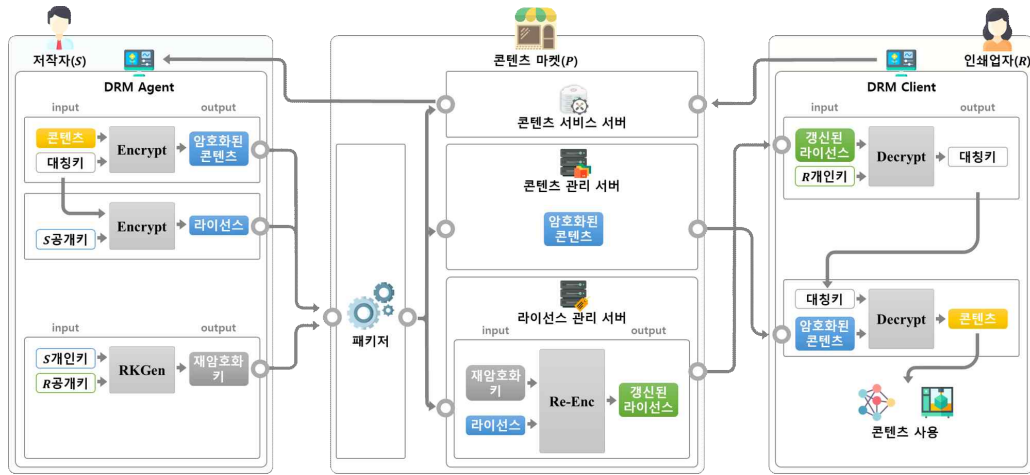 저작자(S)
DRM Agent
input
output
콘텐츠
대칭키
Encrypt
암호화된
콘텐츠
S공개키
Encrypt
라이선스
input
output
S개인키
R공개키
RKGen
재암호화
키
콘텐츠 마켓(P)
패키저
콘텐츠 서비스 서버
콘텐츠 관리 서버
암호화된
콘텐츠
라이선스 관리 서버
input
output
재암호화
키
라이선스
Re-Enc
갱신된
라이선스
인쇄업자(R)
DRM Client
input
output
갱신된
라이선스
R개인키
Decrypt
대칭키
대칭키
암호화된
콘텐츠
Decrypt
콘텐츠
콘텐츠 사용